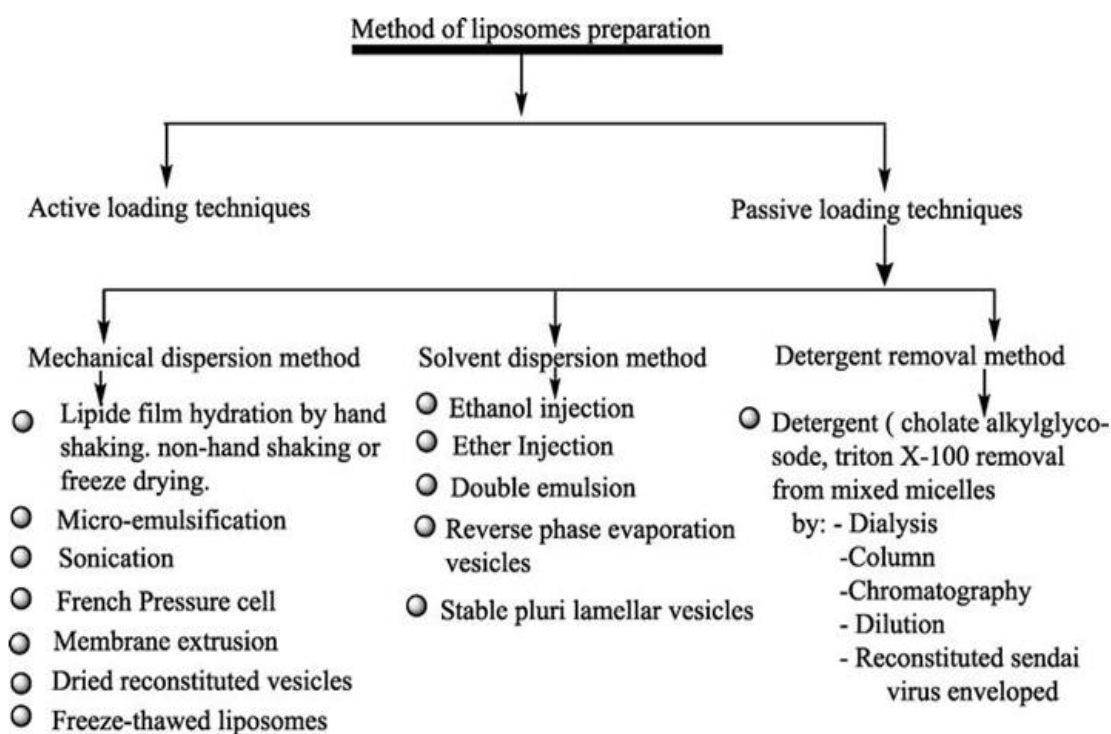 Method of liposomes preparation
Active loading techniques
Passive loading techniques
Mechanical dispersion method
Lipide film hydration by hand
shaking. non-hand shaking or
freeze drying.
Micro-emulsification
Sonication
French Pressure cell
Membrane extrusion
Dried reconstituted vesicles
Freeze-thawed liposomes
Solvent dispersion method
Ethanol injection
Ether Injection
Double emulsion
Reverse phase evaporation
vesicles
Stable pluri lamellar vesicles
Detergent removal method
Detergent ( cholate alkylglyco-
sode, triton X-100 removal
from mixed micelles
by: - Dialysis
-Column
-Chromatography
- Dilution
- Reconstituted sendai
virus enveloped